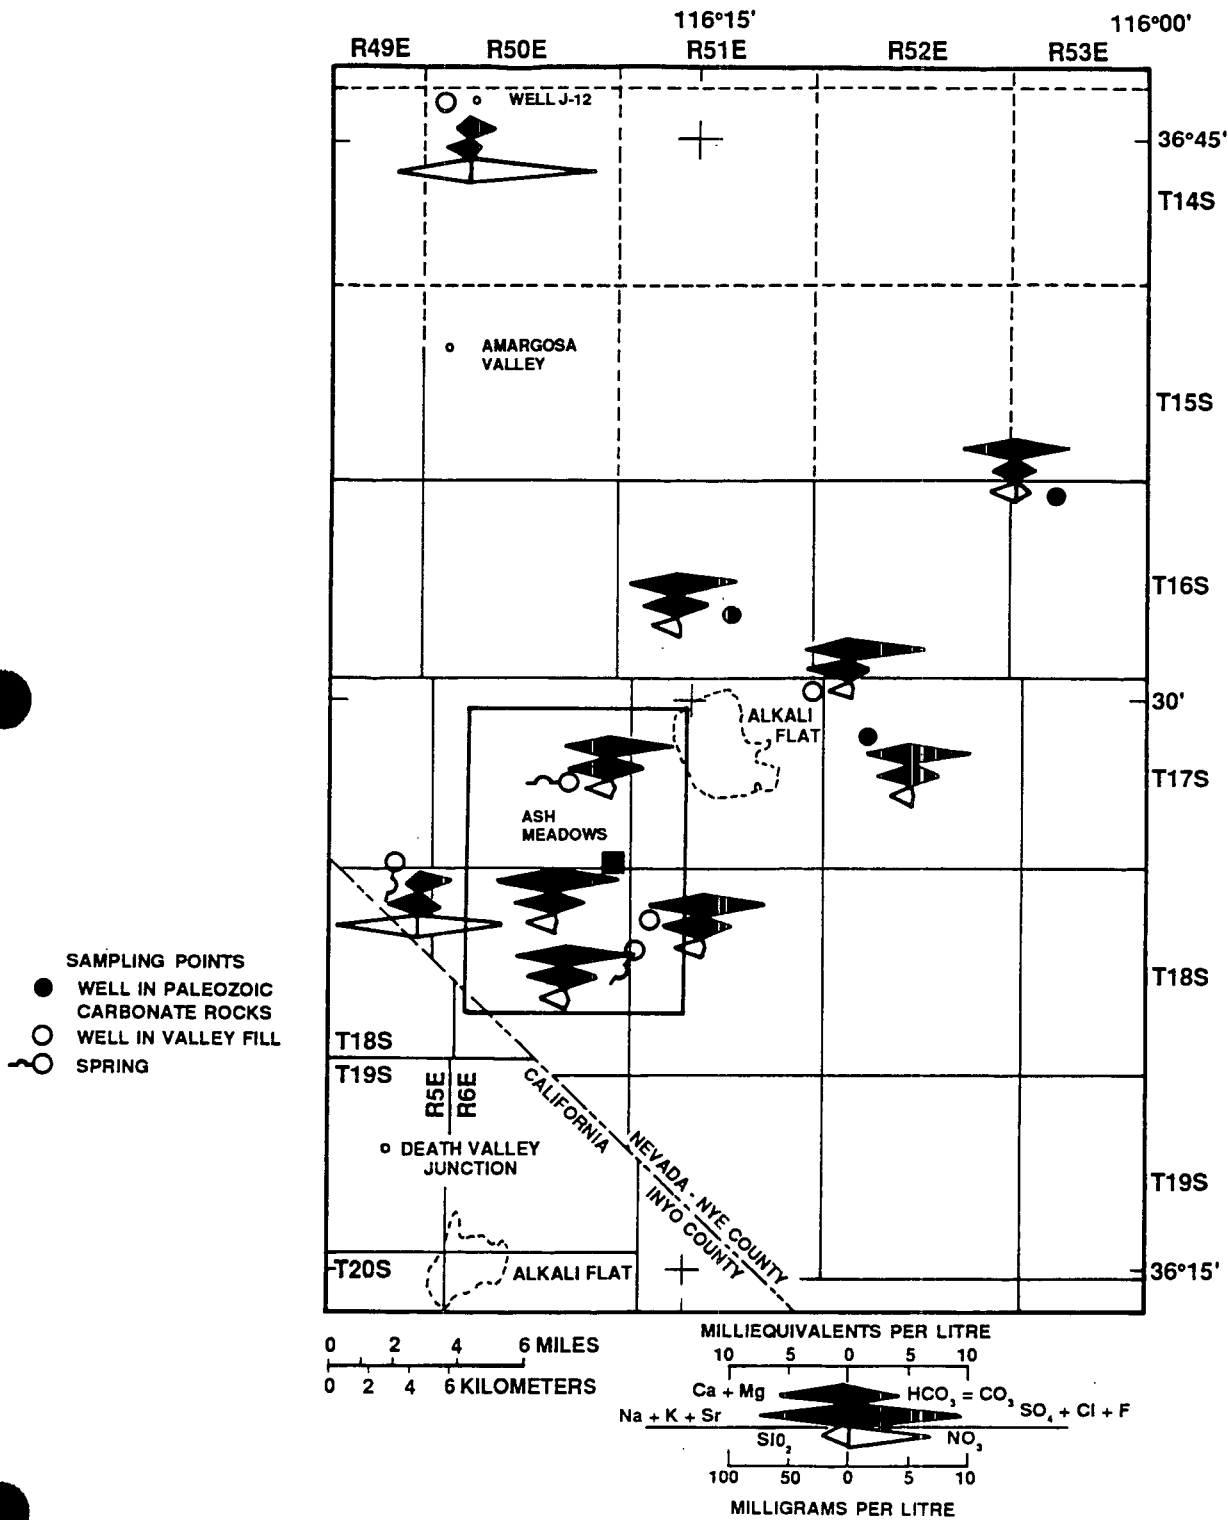 116°15'
116°00'
R49E
R50E
R51E
R52E
R53E
WELL J-12
36°45'
T14S
AMARGOSA
VALLEY
T15S
T16S
30'
ALKALI
FLAT
T17S
ASH
MEADOWS
SAMPLING POINTS
WELL IN PALEOZOIC
CARBONATE ROCKS
WELL IN VALLEY FILL
SPRING
T18S
T18S
T19S
R5E
R6E
CALIFORNIA
NEVADA - NYE COUNTY
INYO COUNTY
DEATH VALLEY
JUNCTION
T19S
T20S
ALKALI FLAT
36°15'
0 2 4 6 MILES
0 2 4 6 KILOMETERS
MILLIEQUIVALENTS PER LITRE
10 5 0 5 10
Ca + Mg
HCO₃ = CO₃
Na + K + Sr
SO₄ + Cl + F
SIO₂
NO₃
100 50 0 5 10
MILLIGRAMS PER LITRE